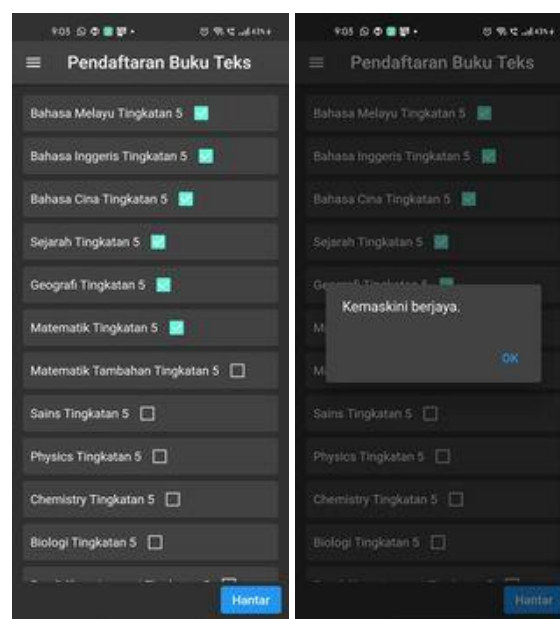 9:03
Pendaftaran Buku Teks
Bahasa Melayu Tingkatan 5
Bahasa Inggeris Tingkatan 5
Bahasa Cina Tingkatan 5
Sejarah Tingkatan 5
Geografi Tingkatan 5
Matematik Tingkatan 5
Matematik Tambahan Tingkatan 5
Sains Tingkatan 5
Physics Tingkatan 5
Chemistry Tingkatan 5
Biologi Tingkatan 5
Hantar
9:03
Pendaftaran Buku Teks
Bahasa Melayu Tingkatan 5
Bahasa Inggeris Tingkatan 5
Bahasa Cina Tingkatan 5
Sejarah Tingkatan 5
Kemaskini berjaya.
OK
Sains Tingkatan 5
Physics Tingkatan 5
Chemistry Tingkatan 5
Biologi Tingkatan 5
Hantar